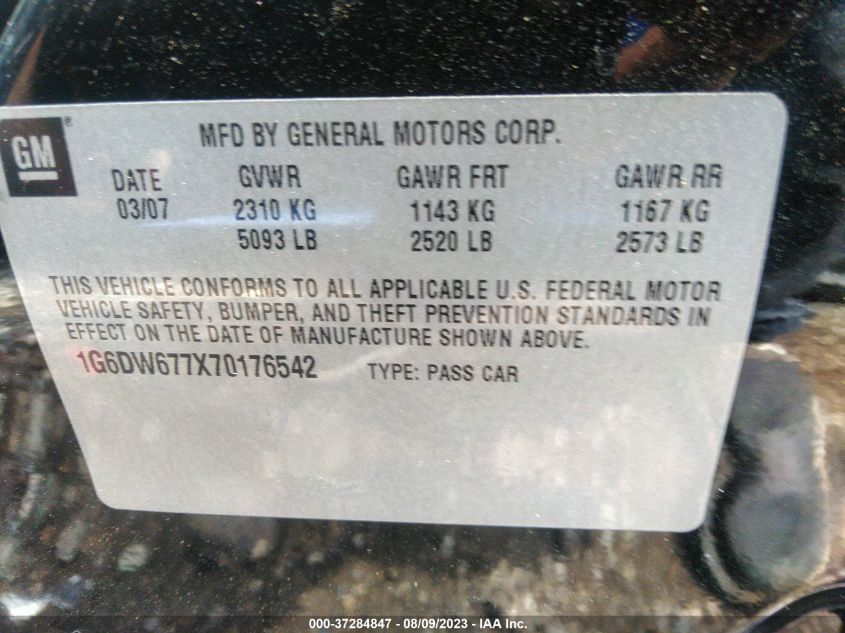 MFD BY GENERAL MOTORS CORP.
GM®
DATE GVWR GAWR FRT GAWR RR
03/07 2310 KG 1143 KG 1167 KG
5093 LB 2520 LB 2573 LB
THIS VEHICLE CONFORMS TO ALL APPLICABLE U.S. FEDERAL MOTOR
VEHICLE SAFETY, BUMPER, AND THEFT PREVENTION STANDARDS IN
EFFECT ON THE DATE OF MANUFACTURE SHOWN ABOVE.
1G6DW677X70176542 TYPE: PASS CAR
000-37284847 - 08/09/2023 - IAA Inc.